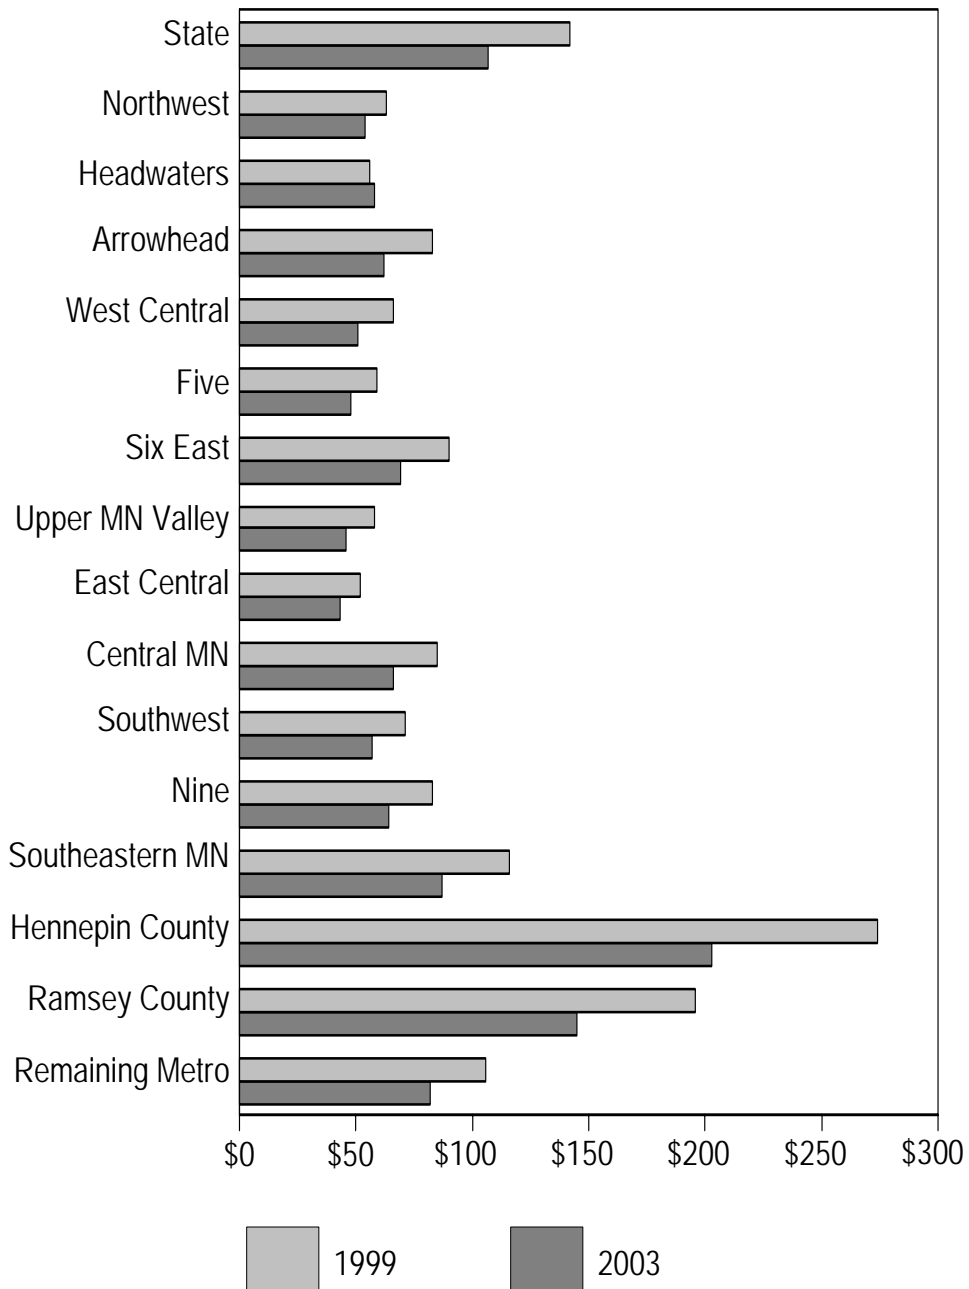 State
Northwest
Headwaters
Arrowhead
West Central
Five
Six East
Upper MN Valley
East Central
Central MN
Southwest
Nine
Southeastern MN
Hennepin County
Ramsey County
Remaining Metro
$0 $50 $100 $150 $200 $250 $300
1999 2003